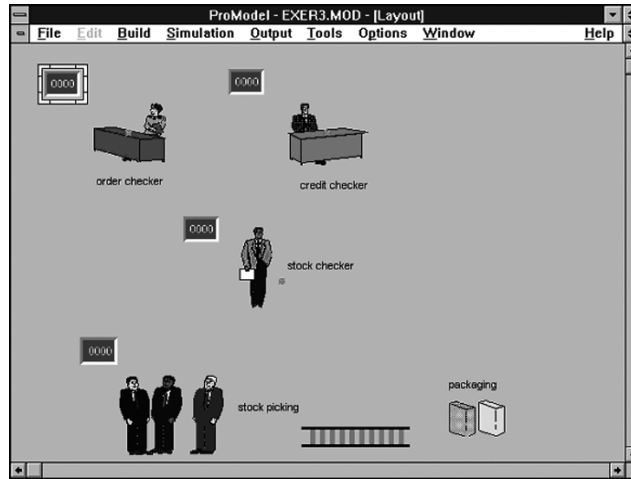 ProModel - EXER3.MOD - [Layout]
File Edit Build Simulation Output Tools Options Window Help
0000 0000
order checker credit checker
0000
stock checker
0000
packaging
stock picking